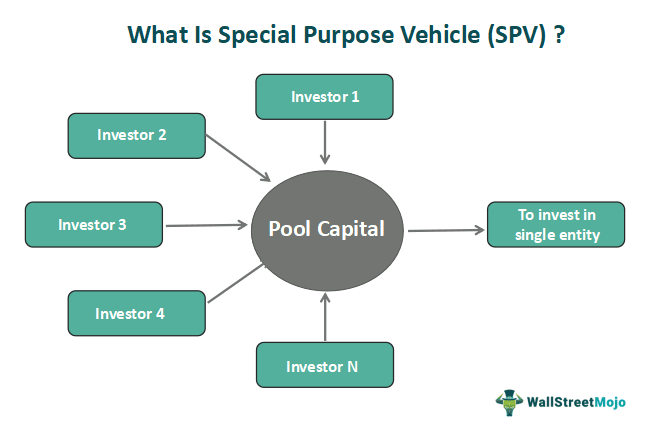 What Is Special Purpose Vehicle (SPV) ?
Investor 1
Investor 2
Investor 3
Pool Capital
To invest in
single entity
Investor 4
Investor N
WallStreetMojo